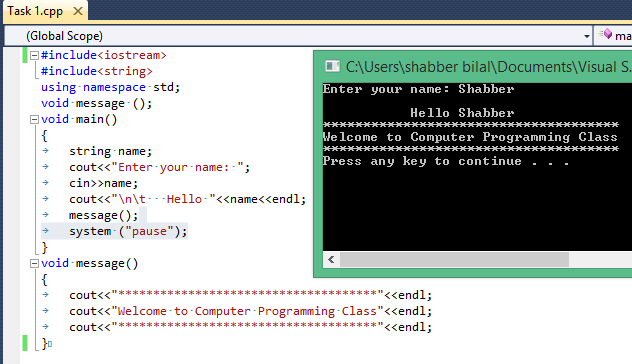 Task 1.cpp
(Global Scope)
ma
#include<iostream>
#include<string>
using namespace std;
void message ();
void main()
{
string name;
cout<<"Enter your name: ";
cin>>name;
cout<<"\n\t   Hello "<<name<<endl;
message();
system ("pause");
}
void message()
{
cout<<"*************************************"<<endl;
cout<<"Welcome to Computer Programming Class"<<endl;
cout<<"*************************************"<<endl;
}
C:\Users\shabber bilal\Documents\Visual S
Enter your name: Shabber
Hello Shabber
*************************************
Welcome to Computer Programming Class
*************************************
Press any key to continue . . .